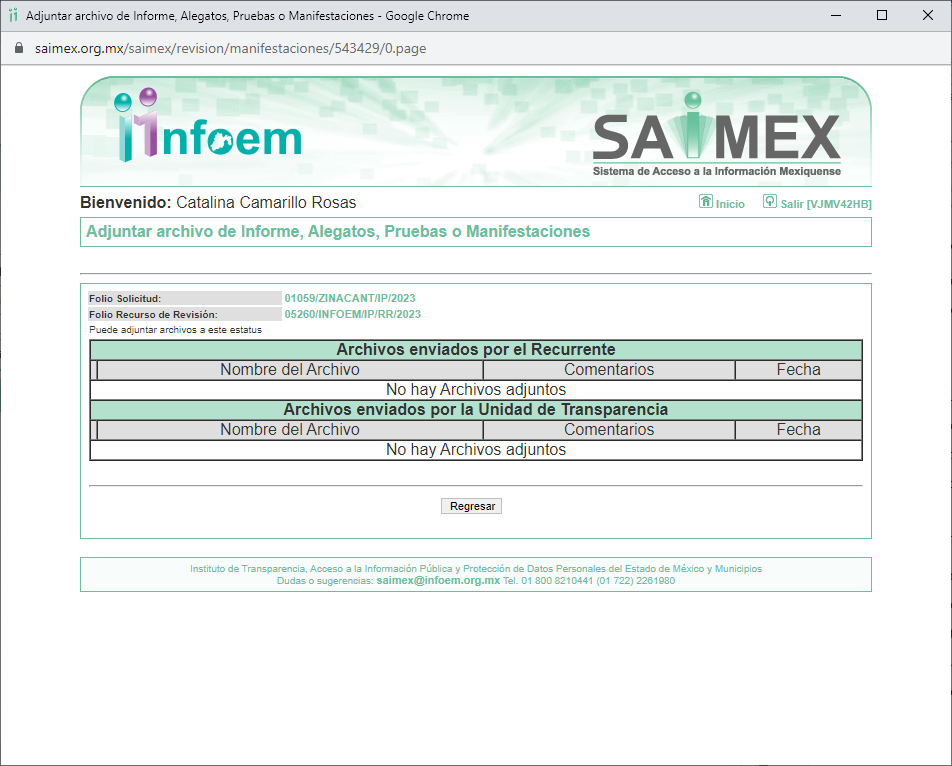 Adjuntar archivo de Informe, Alegatos, Pruebas o Manifestaciones - Google Chrome
saimex.org.mx/saimex/revision/manifestaciones/543429/0.page
infoem
SAIMEX
Sistema de Acceso a la Información Mexiquense
Bienvenido: Catalina Camarillo Rosas Inicio Salir [VJMV42HB]
Adjuntar archivo de Informe, Alegatos, Pruebas o Manifestaciones
Folio Solicitud: 01059/ZINACANT/IP/2023
Folio Recurso de Revisión: 05260/INFOEM/IP/RR/2023
Puede adjuntar archivos a este estatus
Archivos enviados por el Recurrente
Nombre del Archivo Comentarios Fecha
No hay Archivos adjuntos
Archivos enviados por la Unidad de Transparencia
Nombre del Archivo Comentarios Fecha
No hay Archivos adjuntos
Regresar
Instituto de Transparencia, Acceso a la Información Pública y Protección de Datos Personales del Estado de México y Municipios
Dudas o sugerencias: saimex@infoem.org.mx Tel. 01 800 8210441 (01 722) 2261980